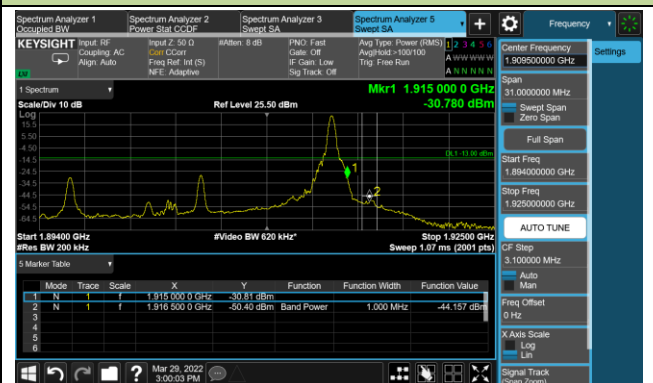 Spectrum Analyzer 1
Occupied BW
Spectrum Analyzer 2
Power Stat CCDF
Spectrum Analyzer 3
Swept SA
Spectrum Analyzer 5
Swept SA
Frequency
KEYSIGHT
Input: RF
Coupling: AC
Align: Auto
Input Z: 50 Ω
Corr CCorr
Freq Ref: Int (S)
NFE: Adaptive
#Atten: 8 dB
PNO: Fast
Gate: Off
IF Gain: Low
Sig Track: Off
Avg Type: Power (RMS)
Avg|Hold:>100/100
Trig: Free Run
1 2 3 4 5 6
A W W W W W
A N N N N N
LXI
Center Frequency
1.909500000 GHz
Settings
Span
31.0000000 MHz
Swept Span
Zero Span
Full Span
Start Freq
1.894000000 GHz
Stop Freq
1.925000000 GHz
AUTO TUNE
CF Step
3.100000 MHz
Auto
Man
Freq Offset
0 Hz
X Axis Scale
Log
Lin
Signal Track
(Span Zoom)
1 Spectrum
Mkr1 1.915 000 0 GHz
-30.780 dBm
Scale/Div 10 dB
Ref Level 25.50 dBm
Log
15.5
5.50
-4.50
-14.5
-24.5
-34.5
-44.5
-54.5
-64.5
DL1 -13.00 dBm
1
2
Start 1.89400 GHz
#Video BW 620 kHz*
Stop 1.92500 GHz
#Res BW 200 kHz
Sweep 1.07 ms (2001 pts)
5 Marker Table
Mode Trace Scale X Y Function Function Width Function Value
1 N 1 f 1.915 000 0 GHz -30.81 dBm
2 N 1 f 1.916 500 0 GHz -50.40 dBm Band Power 1.000 MHz -44.157 dBm
3
4
5
6
Mar 29, 2022
3:00:03 PM